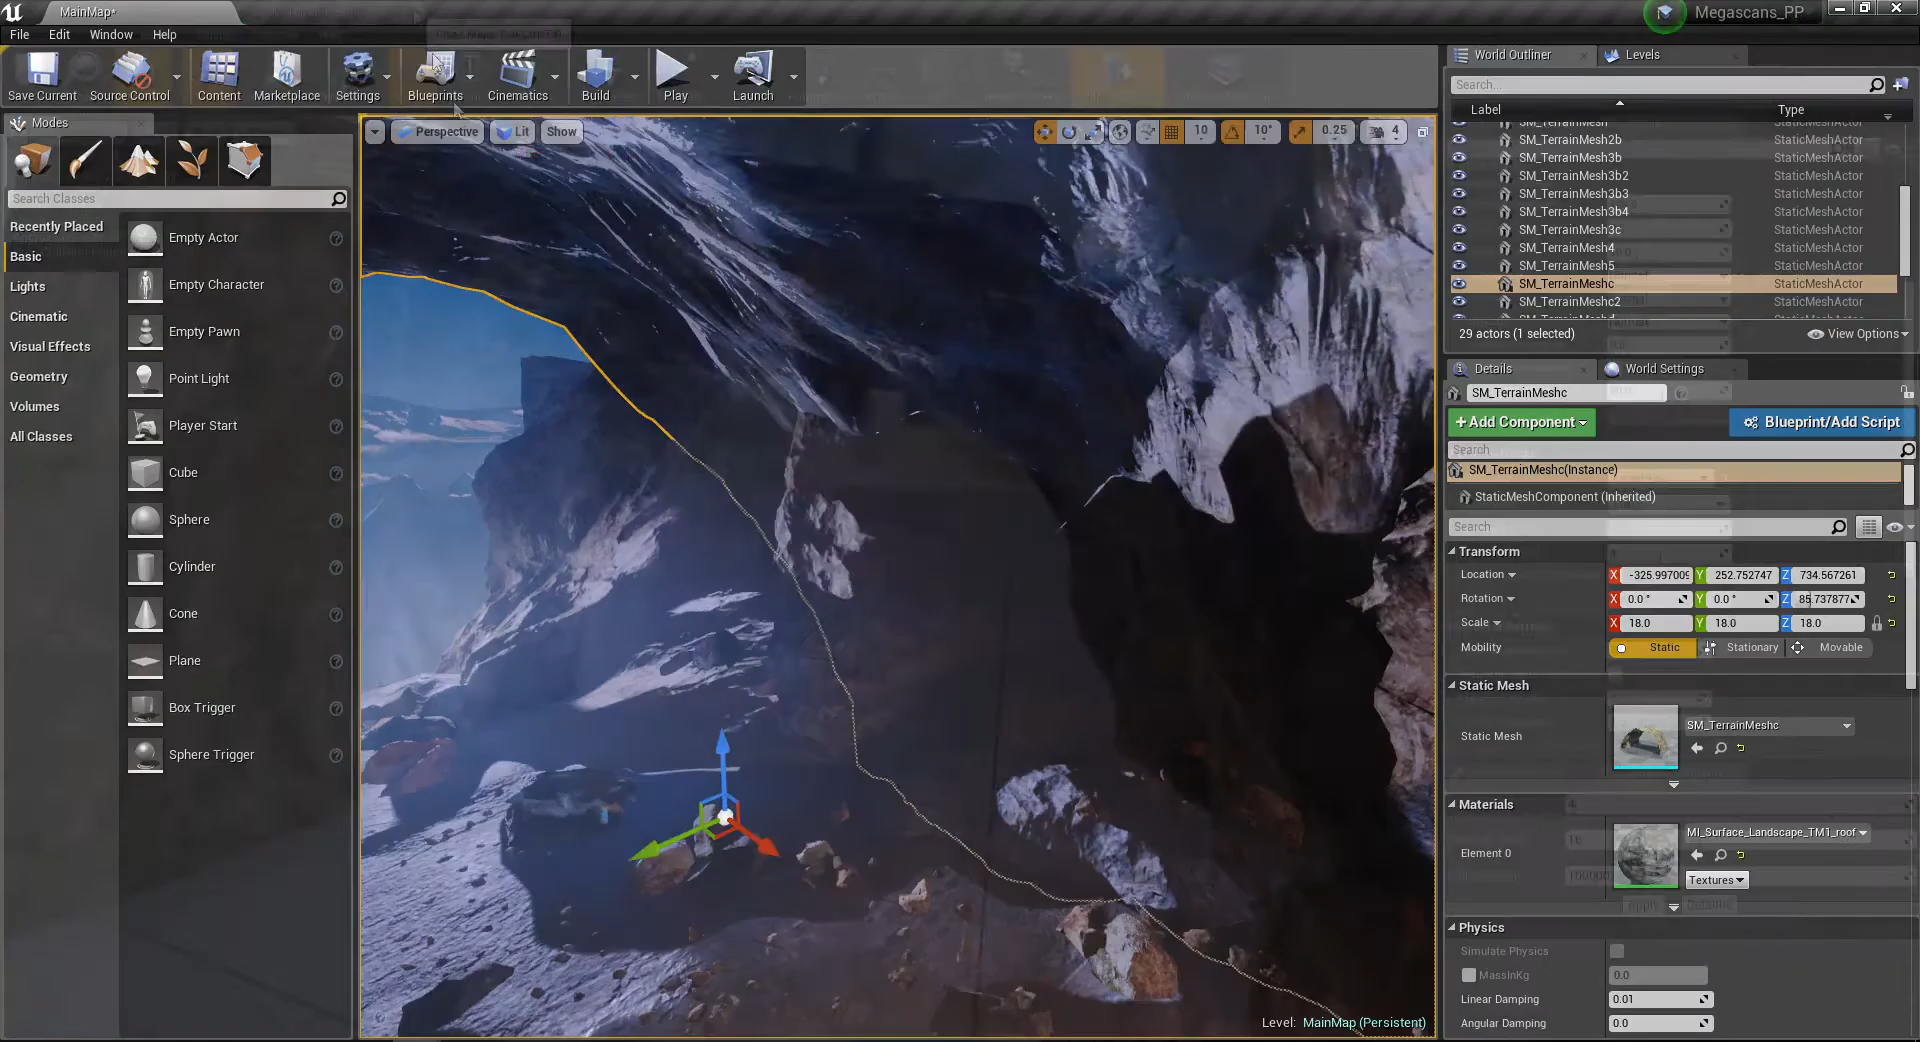 MainMap*
Megascans_PP
File Edit Window Help
Save Current Source Control Content Marketplace Settings Blueprints Cinematics Build Play Launch
Modes
Search Classes
Recently Placed
Basic
Lights
Cinematic
Visual Effects
Geometry
Volumes
All Classes
Empty Actor
Empty Character
Empty Pawn
Point Light
Player Start
Cube
Sphere
Cylinder
Cone
Plane
Box Trigger
Sphere Trigger
Perspective Lit Show
10 10° 0.25 4
Level: MainMap (Persistent)
World Outliner Levels
Search...
Label Type
SM_TerrainMesh StaticMeshActor
SM_TerrainMesh2b StaticMeshActor
SM_TerrainMesh3b StaticMeshActor
SM_TerrainMesh3b2 StaticMeshActor
SM_TerrainMesh3b3 StaticMeshActor
SM_TerrainMesh3b4 StaticMeshActor
SM_TerrainMesh3c StaticMeshActor
SM_TerrainMesh4 StaticMeshActor
SM_TerrainMesh5 StaticMeshActor
SM_TerrainMeshc StaticMeshActor
SM_TerrainMeshc2 StaticMeshActor
29 actors (1 selected) View Options
Details World Settings
SM_TerrainMeshc
+Add Component Blueprint/Add Script
Search
SM_TerrainMeshc(Instance)
StaticMeshComponent (Inherited)
Search
Transform
Location X -325.997009 Y 252.752747 Z 734.567261
Rotation X 0.0 ° Y 0.0 ° Z 85.737877
Scale X 18.0 Y 18.0 Z 18.0
Mobility Static Stationary Movable
Static Mesh
Static Mesh SM_TerrainMeshc
Materials
Element 0 MI_Surface_Landscape_TM1_roof
Textures
Physics
Simulate Physics
MassInKg 0.0
Linear Damping 0.01
Angular Damping 0.0